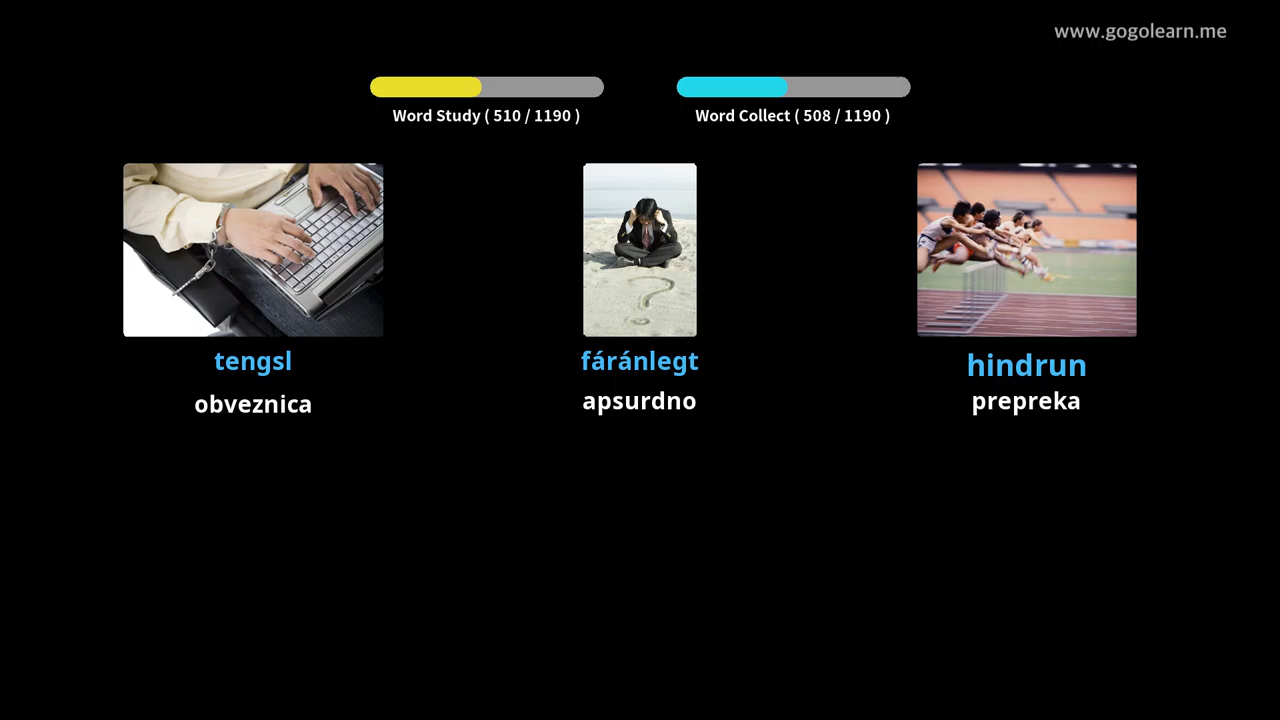 www.gogolearn.me
Word Study ( 510 / 1190 )
Word Collect ( 508 / 1190 )
tengsl
fáránlegt
hindrun
obveznica
apsurdno
prepreka